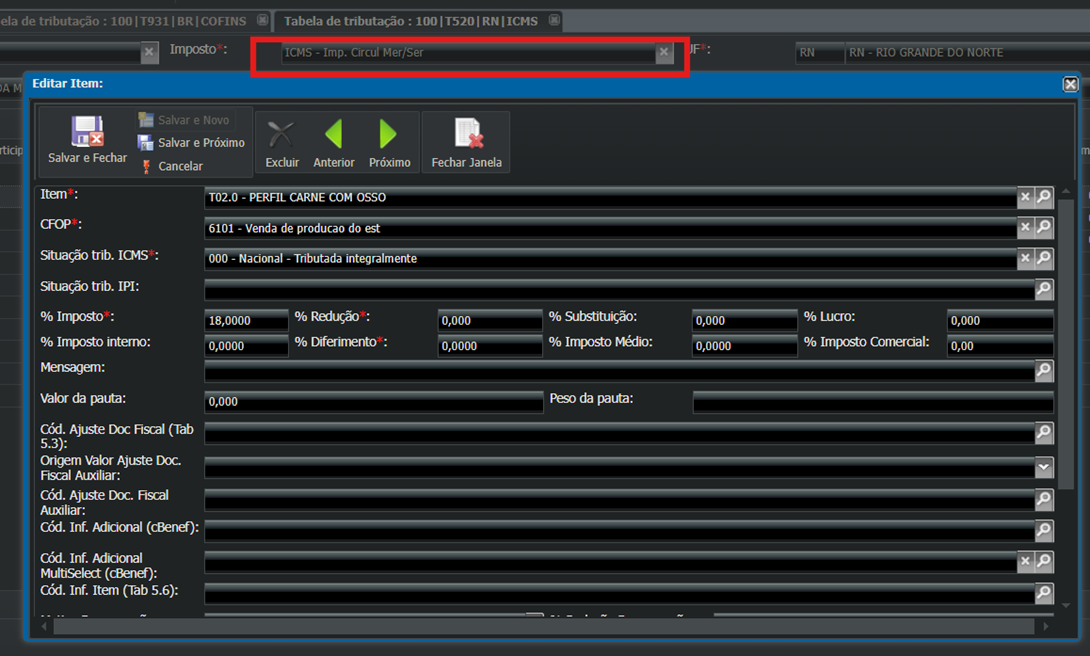 ela de tributação : 100|T931|BR|COFINS Tabela de tributação : 100|T520|RN|ICMS
Imposto*: ICMS - Imp. Circul Mer/Ser UF*: RN RN - RIO GRANDE DO NORTE
Editar Item:
Salvar e Fechar
Salvar e Novo
Salvar e Próximo
Cancelar
Excluir Anterior Próximo Fechar Janela
Item*: T02.0 - PERFIL CARNE COM OSSO
CFOP*: 6101 - Venda de producao do est
Situação trib. ICMS*: 000 - Nacional - Tributada integralmente
Situação trib. IPI:
% Imposto*: 18,0000 % Redução*: 0,000 % Substituição: 0,000 % Lucro: 0,000
% Imposto interno: 0,0000 % Diferimento*: 0,0000 % Imposto Médio: 0,0000 % Imposto Comercial: 0,00
Mensagem:
Valor da pauta: 0,000 Peso da pauta:
Cód. Ajuste Doc Fiscal (Tab
5.3):
Origem Valor Ajuste Doc.
Fiscal Auxiliar:
Cód. Ajuste Doc. Fiscal
Auxiliar:
Cód. Inf. Adicional (cBenef):
Cód. Inf. Adicional
MultiSelect (cBenef):
Cód. Inf. Item (Tab 5.6):